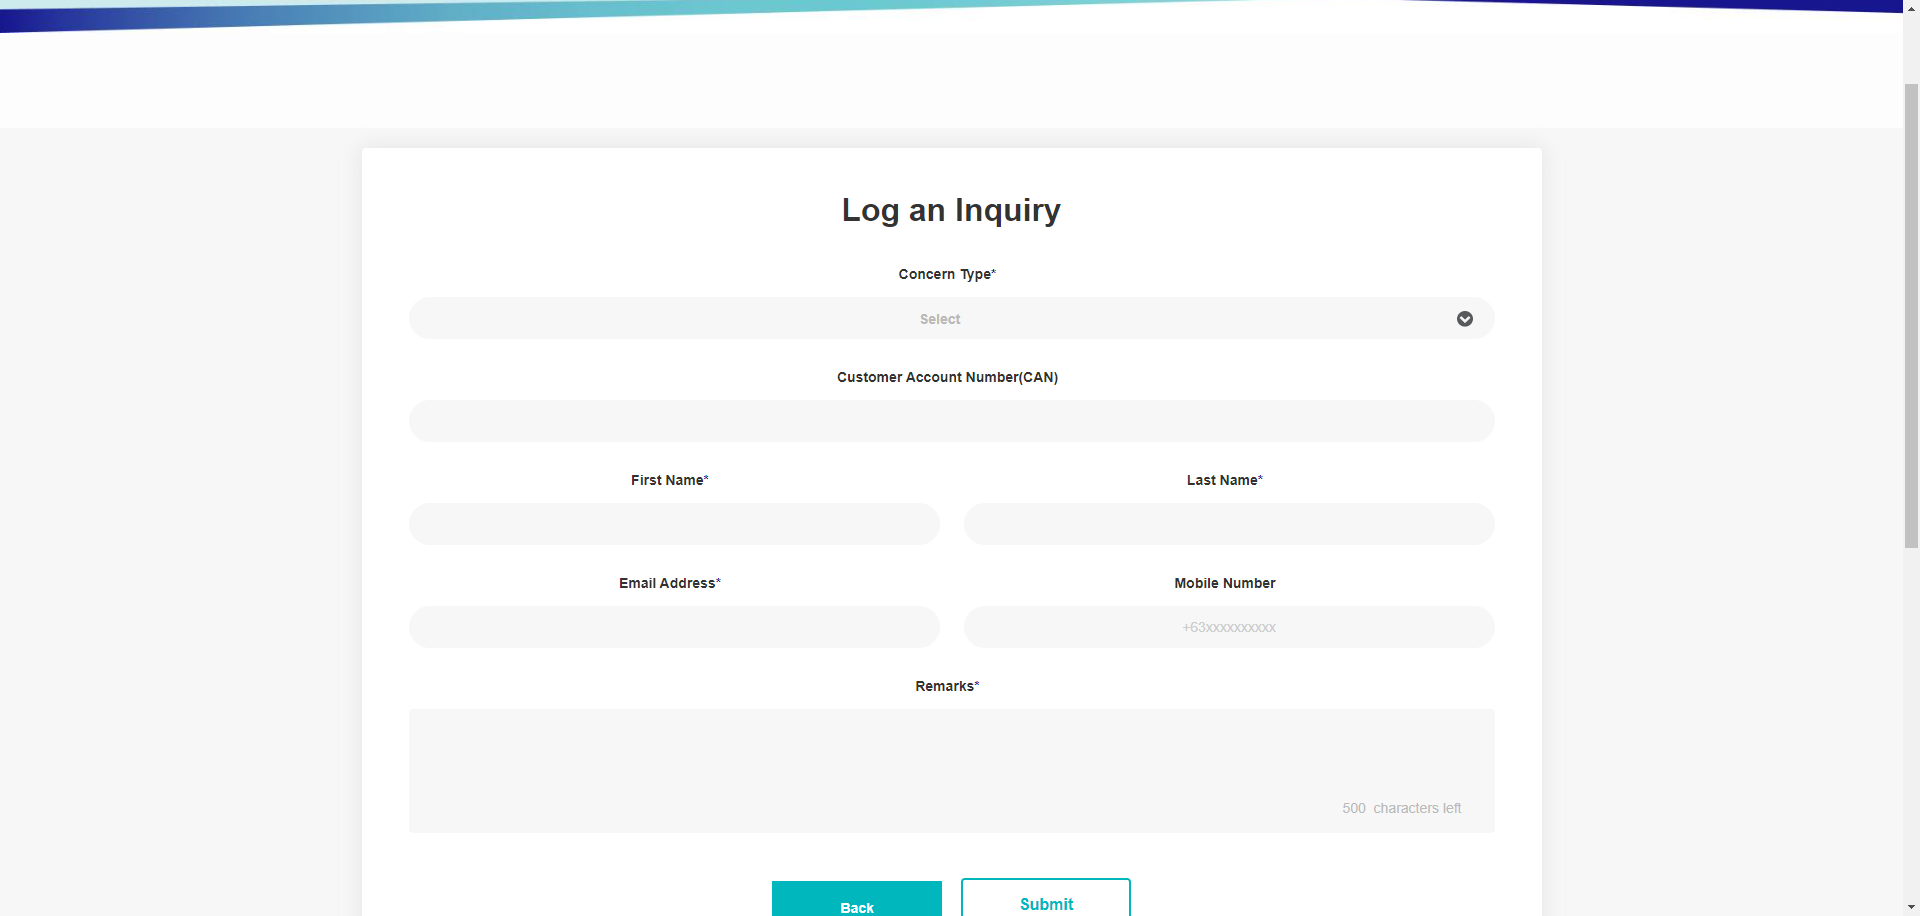 Log an Inquiry
Concern Type*
Select
Customer Account Number(CAN)
First Name*
Last Name*
Email Address*
Mobile Number
+63xxxxxxxxxx
Remarks*
500 characters left
Back
Submit